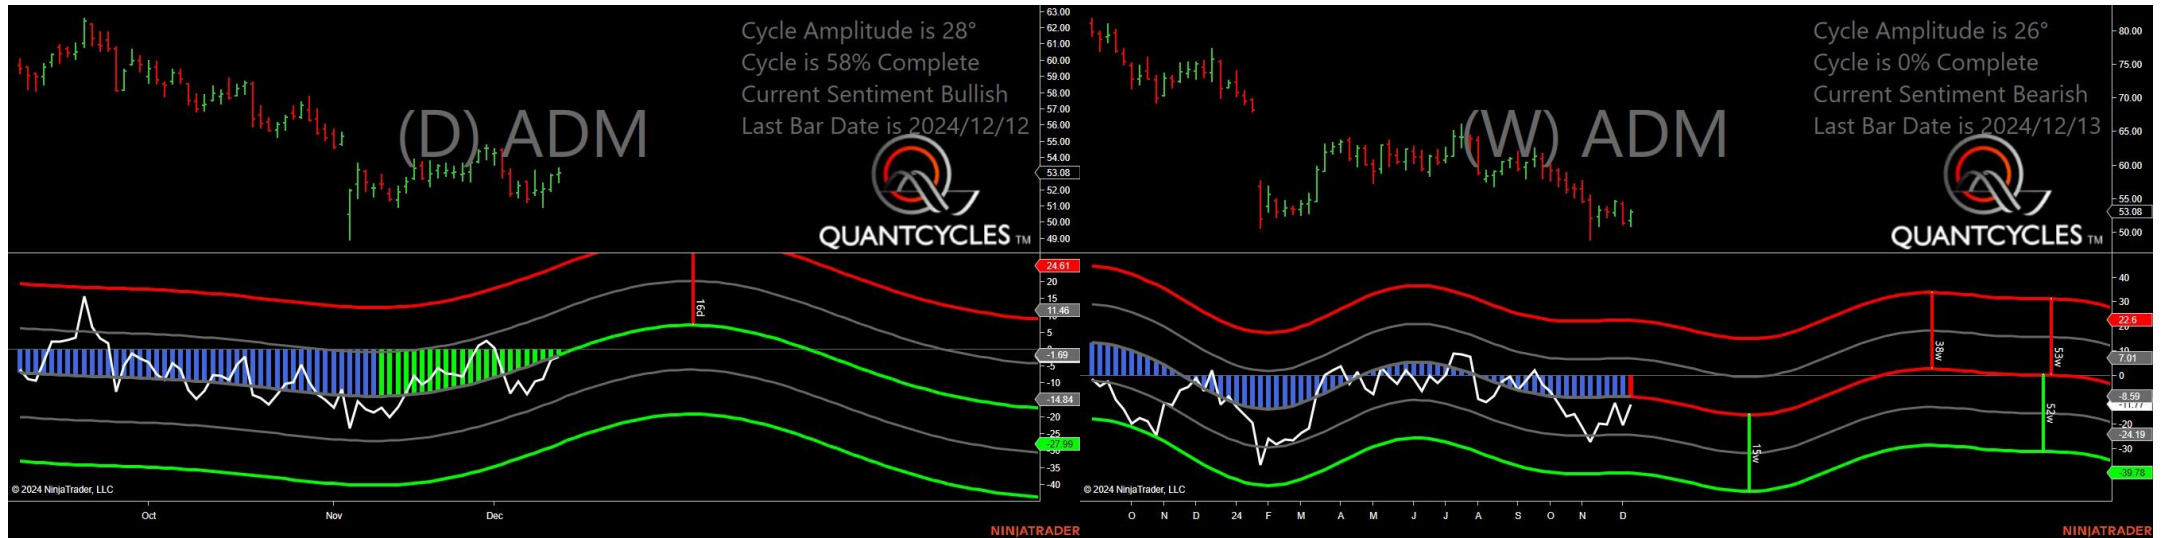 Cycle Amplitude is 28°
Cycle is 58% Complete
Current Sentiment Bullish
Last Bar Date is 2024/12/12
(D) ADM
QUANTCYCLES TM
63.00
62.00
61.00
60.00
59.00
58.00
57.00
56.00
55.00
54.00
53.08
52.00
51.00
50.00
49.00
24.61
20
15
11.46
5
-1.69
-5
-10
-14.84
-20
-25
-27.99
-35
-40
16d
© 2024 NinjaTrader, LLC
Oct Nov Dec
NINJATRADER
Cycle Amplitude is 26°
Cycle is 0% Complete
Current Sentiment Bearish
Last Bar Date is 2024/12/13
(W) ADM
QUANTCYCLES TM
80.00
75.00
70.00
65.00
60.00
55.00
53.08
50.00
40
30
22.6
20
10
7.01
0
-8.59
-11.77
-20
-24.19
-30
-39.78
38w
53w
52w
15w
© 2024 NinjaTrader, LLC
O N D 24 F M A M J J A S O N D
NINJATRADER